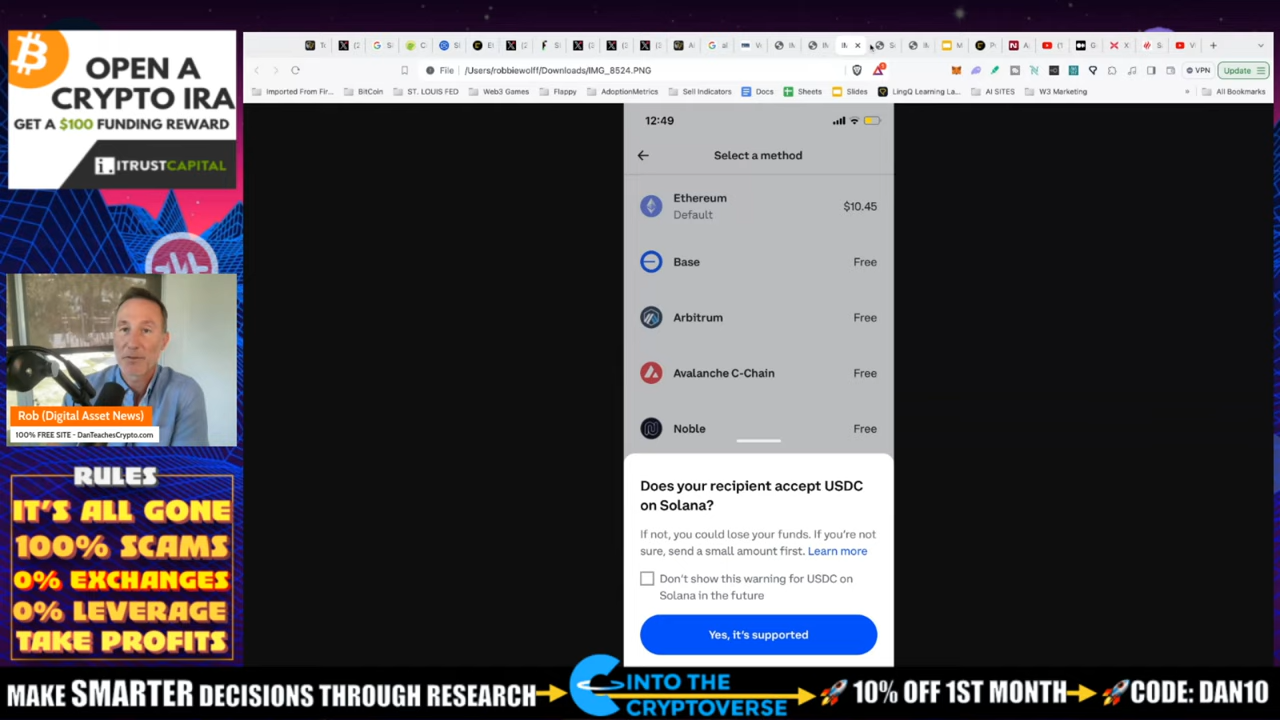 OPEN A
CRYPTO IRA
GET A $100 FUNDING REWARD
i. ITRUSTCAPITAL
Rob (Digital Asset News)
100% FREE SITE - DanTeachesCrypto.com
RULES
IT'S ALL GONE
100% SCAMS
0% EXCHANGES
0% LEVERAGE
TAKE PROFITS
File /Users/robbiewolff/Downloads/IMG_8524.PNG
VPN
Update
Imported From Fir...
BitCoin
ST. LOUIS FED
Web3 Games
Flappy
AdoptionMetrics
Sell Indicators
Docs
Sheets
Slides
LingQ Learning La...
AI SITES
W3 Marketing
All Bookmarks
12:49
Select a method
Ethereum
Default
$10.45
Base Free
Arbitrum Free
Avalanche C-Chain Free
Noble Free
Does your recipient accept USDC
on Solana?
If not, you could lose your funds. If you're not
sure, send a small amount first. Learn more
Don't show this warning for USDC on
Solana in the future
Yes, it's supported
MAKE SMARTER DECISIONS THROUGH RESEARCH
INTO THE
CRYPTOVERSE
10% OFF 1ST MONTH
CODE: DAN10